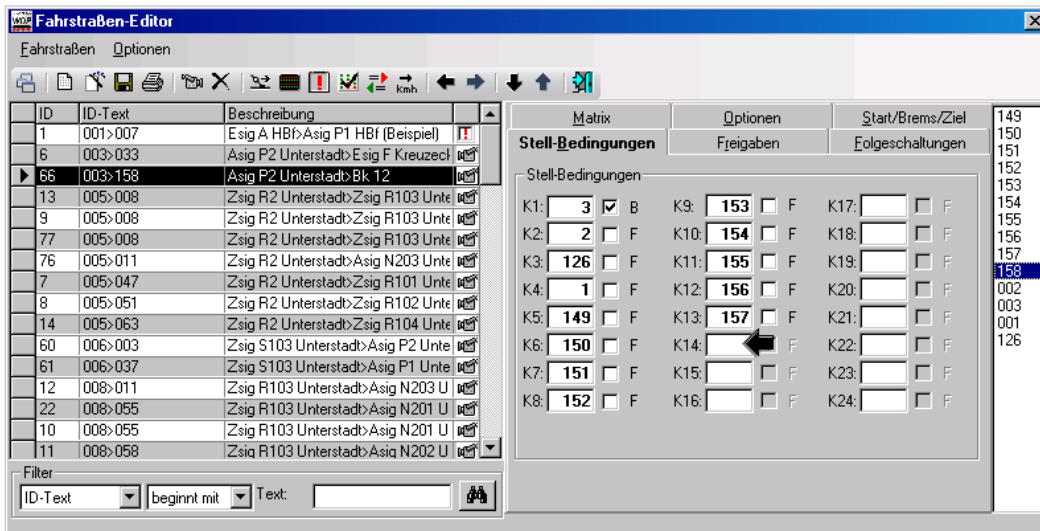 Fahrstraßen-Editor
Fahrstraßen Optionen
Kmh
ID ID-Text Beschreibung
1 001>007 Esig A HBf>Asig P1 HBf (Beispiel)
6 003>033 Asig P2 Unterstadt>Esig F Kreuzecl
66 003>158 Asig P2 Unterstadt>Bk 12
13 005>008 Zsig R2 Unterstadt>Zsig R103 Unte
9 005>008 Zsig R2 Unterstadt>Zsig R103 Unte
77 005>008 Zsig R2 Unterstadt>Zsig R103 Unte
76 005>011 Zsig R2 Unterstadt>Asig N203 Unte
7 005>047 Zsig R2 Unterstadt>Zsig R101 Unte
8 005>051 Zsig R2 Unterstadt>Zsig R102 Unte
14 005>063 Zsig R2 Unterstadt>Zsig R104 Unte
60 006>003 Zsig S103 Unterstadt>Asig P2 Unte
61 006>037 Zsig S103 Unterstadt>Asig P1 Unte
12 008>011 Zsig R103 Unterstadt>Asig N203 U
22 008>055 Zsig R103 Unterstadt>Asig N201 U
10 008>055 Zsig R103 Unterstadt>Asig N201 U
11 008>058 Zsig R103 Unterstadt>Asig N202 U
Filter
ID-Text beginnt mit Text:
Matrix Optionen Start/Brems/Ziel
Stell-Bedingungen Freigaben Folgeschaltungen
Stell-Bedingungen
K1: 3 B K9: 153 F K17: F
K2: 2 F K10: 154 F K18: F
K3: 126 F K11: 155 F K19: F
K4: 1 F K12: 156 F K20: F
K5: 149 F K13: 157 F K21: F
K6: 150 F K14: F K22: F
K7: 151 F K15: F K23: F
K8: 152 F K16: F K24: F
149
150
151
152
153
154
155
156
157
158
002
003
001
126